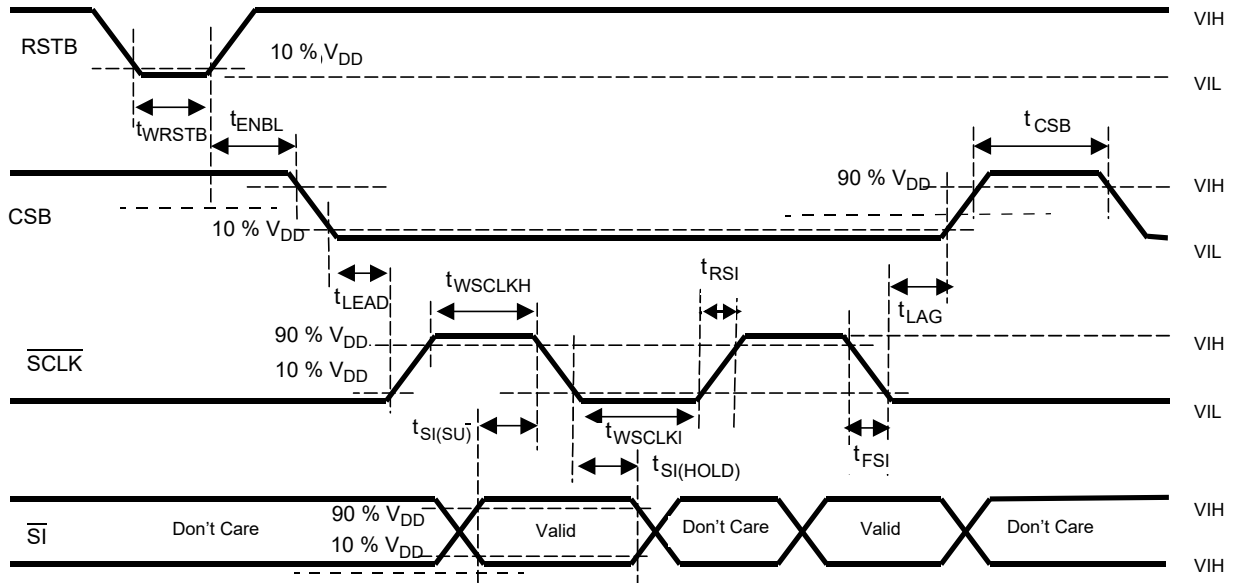 VIH
RSTB
10 % VDD
VIL
tWRSTB
tENBL
t CSB
90 % VDD
VIH
CSB
10 % VDD
VIL
tLEAD
tWSCLKH
tRSI
tLAG
90 % VDD
VIH
SCLK
10 % VDD
VIL
tSI(SU)
tWSCLKI
tFSI
tSI(HOLD)
VIH
90 % VDD
SI
Don't Care
Valid
Don't Care
Valid
Don't Care
10 % VDD
VIH